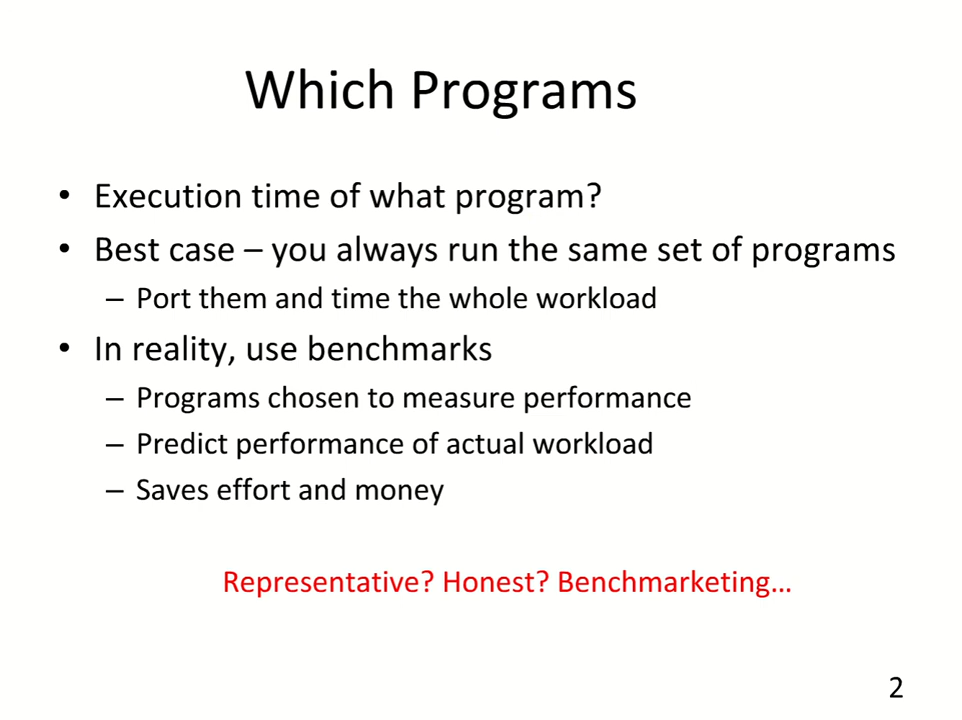 Which Programs
• Execution time of what program?
• Best case – you always run the same set of programs
– Port them and time the whole workload
• In reality, use benchmarks
– Programs chosen to measure performance
– Predict performance of actual workload
– Saves effort and money
Representative? Honest? Benchmarketing…
2